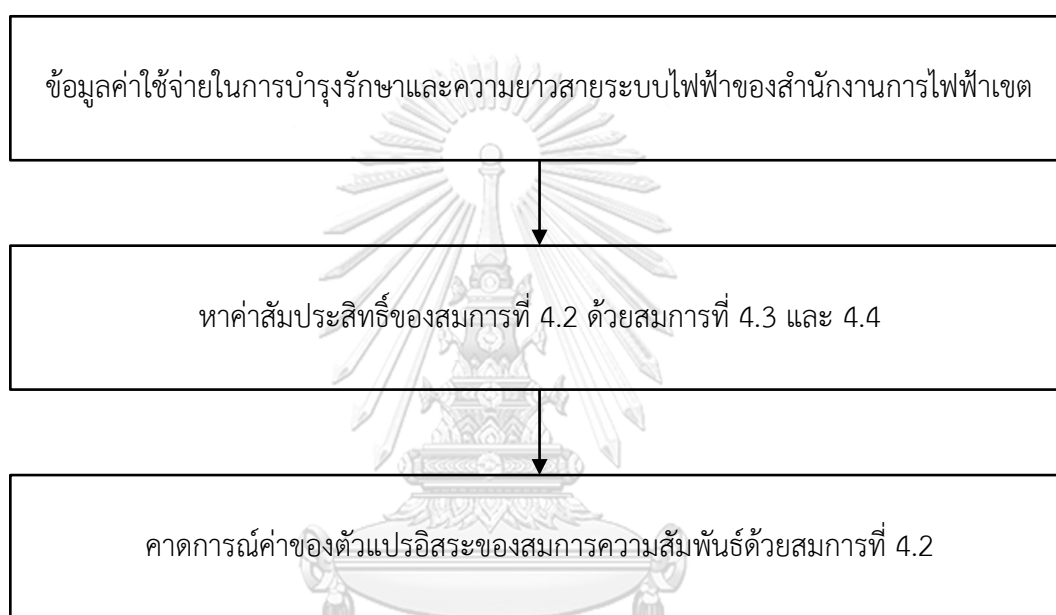 ข้อมูลค่าใช้จ่ายในการบำรุงรักษาและความยาวสายระบบไฟฟ้าของสำนักงานการไฟฟ้าเขต
หาค่าสัมประสิทธิ์ของสมการที่ 4.2 ด้วยสมการที่ 4.3 และ 4.4
คาดการณ์ค่าของตัวแปรอิสระของสมการความสัมพันธ์ด้วยสมการที่ 4.2